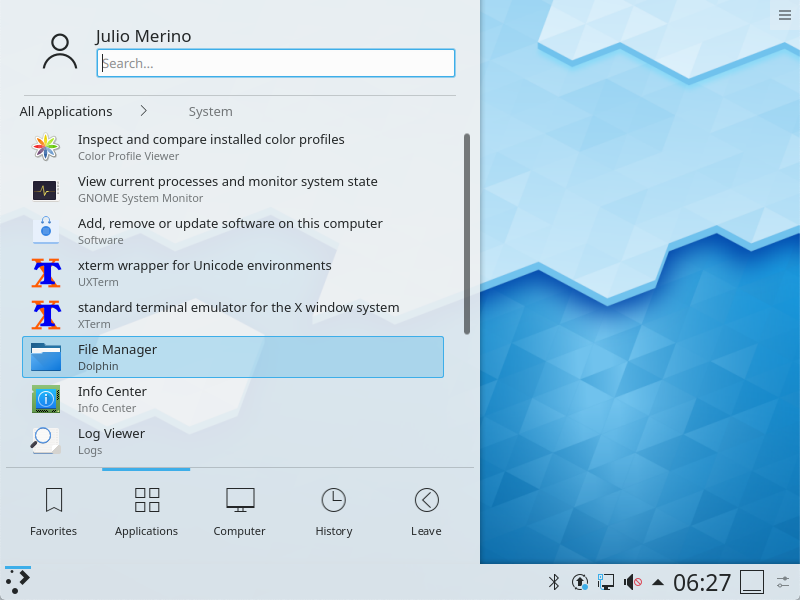 Julio Merino
Search...
All Applications
System
Inspect and compare installed color profiles
Color Profile Viewer
View current processes and monitor system state
GNOME System Monitor
Add, remove or update software on this computer
Software
xterm wrapper for Unicode environments
UXTerm
standard terminal emulator for the X window system
XTerm
File Manager
Dolphin
Info Center
Info Center
Log Viewer
Logs
Favorites
Applications
Computer
History
Leave
06:27